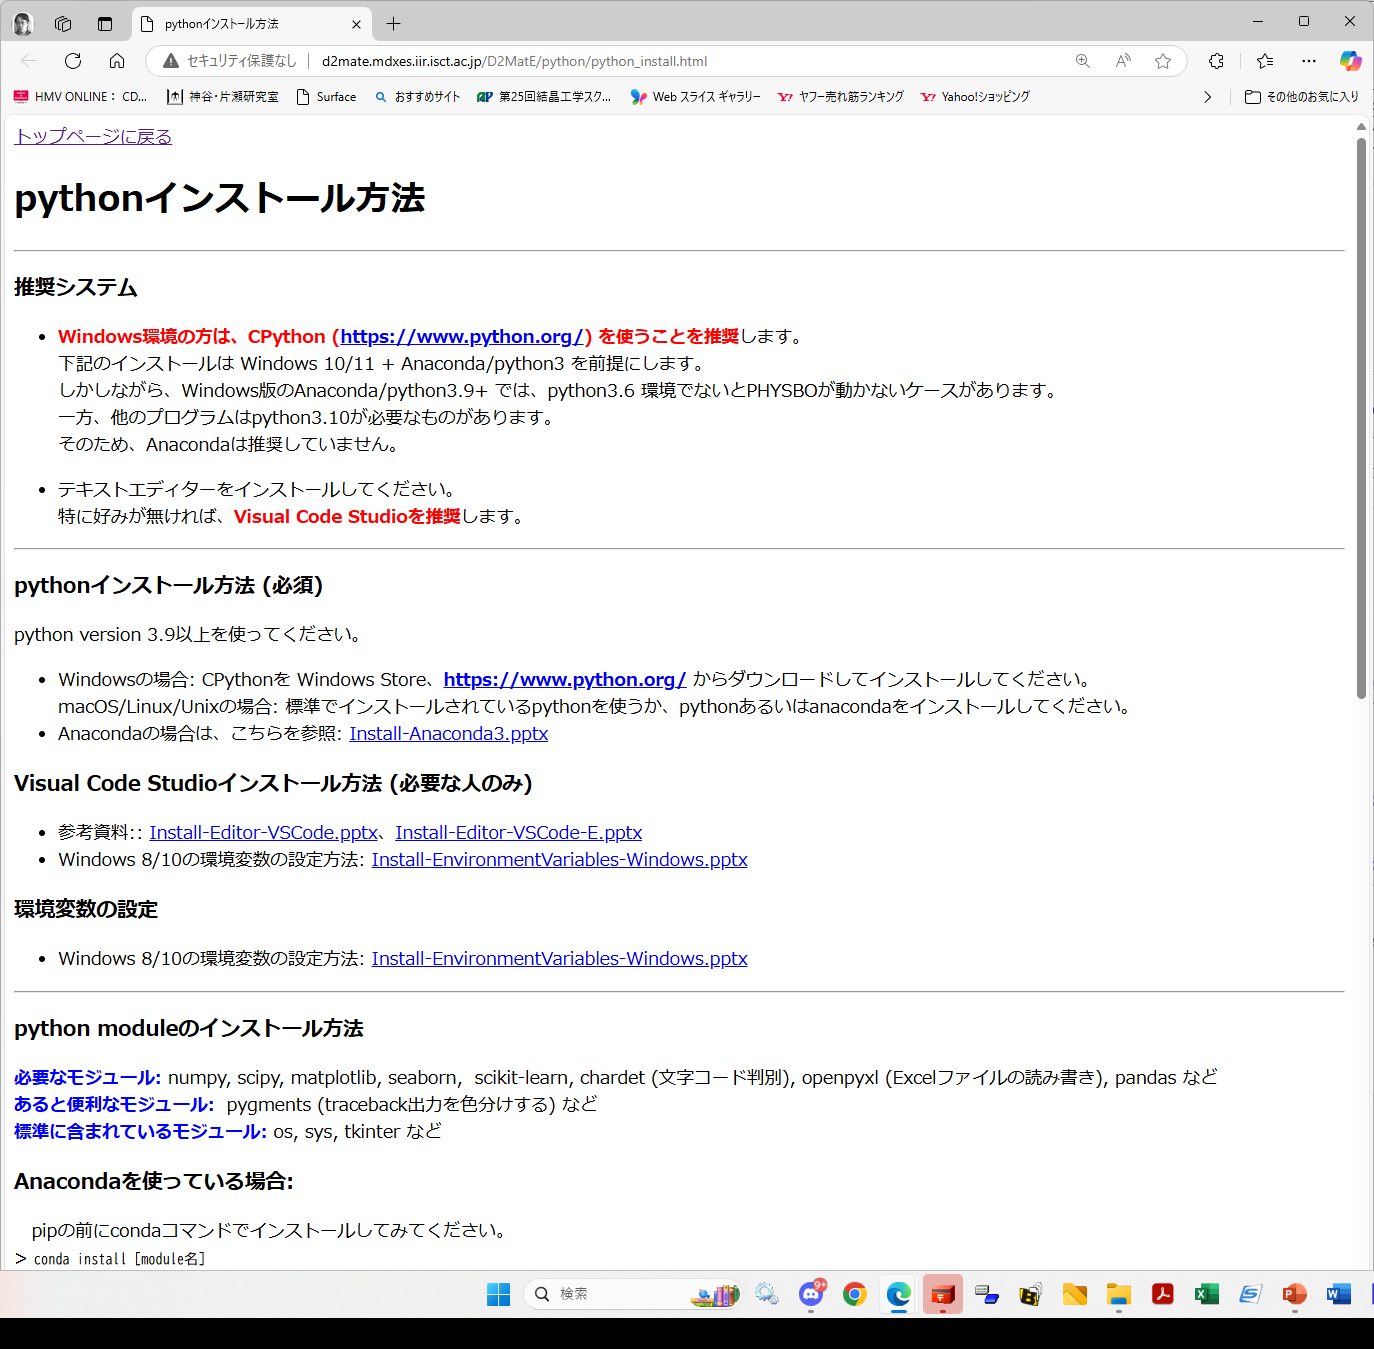 pythonインストール方法
セキュリティ保護なし
d2mate.mdxes.iir.isct.ac.jp/D2MatE/python/python_install.html
HMV ONLINE： CD...
神谷・片瀬研究室
Surface
おすすめサイト
第25回結晶工学スク...
Web スライス ギャラリー
ヤフー売れ筋ランキング
Yahoo!ショッピング
その他のお気に入り
トップページに戻る
pythonインストール方法
推奨システム
Windows環境の方は、CPython (https://www.python.org/) を使うことを推奨します。
下記のインストールは Windows 10/11 + Anaconda/python3 を前提にします。
しかしながら、Windows版のAnaconda/python3.9+ では、python3.6 環境でないとPHYSBOが動かないケースがあります。
一方、他のプログラムはpython3.10が必要なものがあります。
そのため、Anacondaは推奨していません。
テキストエディターをインストールしてください。
特に好みが無ければ、Visual Code Studioを推奨します。
pythonインストール方法 (必須)
python version 3.9以上を使ってください。
Windowsの場合: CPythonを Windows Store、https://www.python.org/ からダウンロードしてインストールしてください。
macOS/Linux/Unixの場合: 標準でインストールされているpythonを使うか、pythonあるいはanacondaをインストールしてください。
Anacondaの場合は、こちらを参照: Install-Anaconda3.pptx
Visual Code Studioインストール方法 (必要な人のみ)
参考資料:: Install-Editor-VSCode.pptx、Install-Editor-VSCode-E.pptx
Windows 8/10の環境変数の設定方法: Install-EnvironmentVariables-Windows.pptx
環境変数の設定
Windows 8/10の環境変数の設定方法: Install-EnvironmentVariables-Windows.pptx
python moduleのインストール方法
必要なモジュール: numpy, scipy, matplotlib, seaborn, scikit-learn, chardet (文字コード判別), openpyxl (Excelファイルの読み書き), pandas など
あると便利なモジュール: pygments (traceback出力を色分けする) など
標準に含まれているモジュール: os, sys, tkinter など
Anacondaを使っている場合:
pipの前にcondaコマンドでインストールしてみてください。
> conda install [module名]
検索
9+